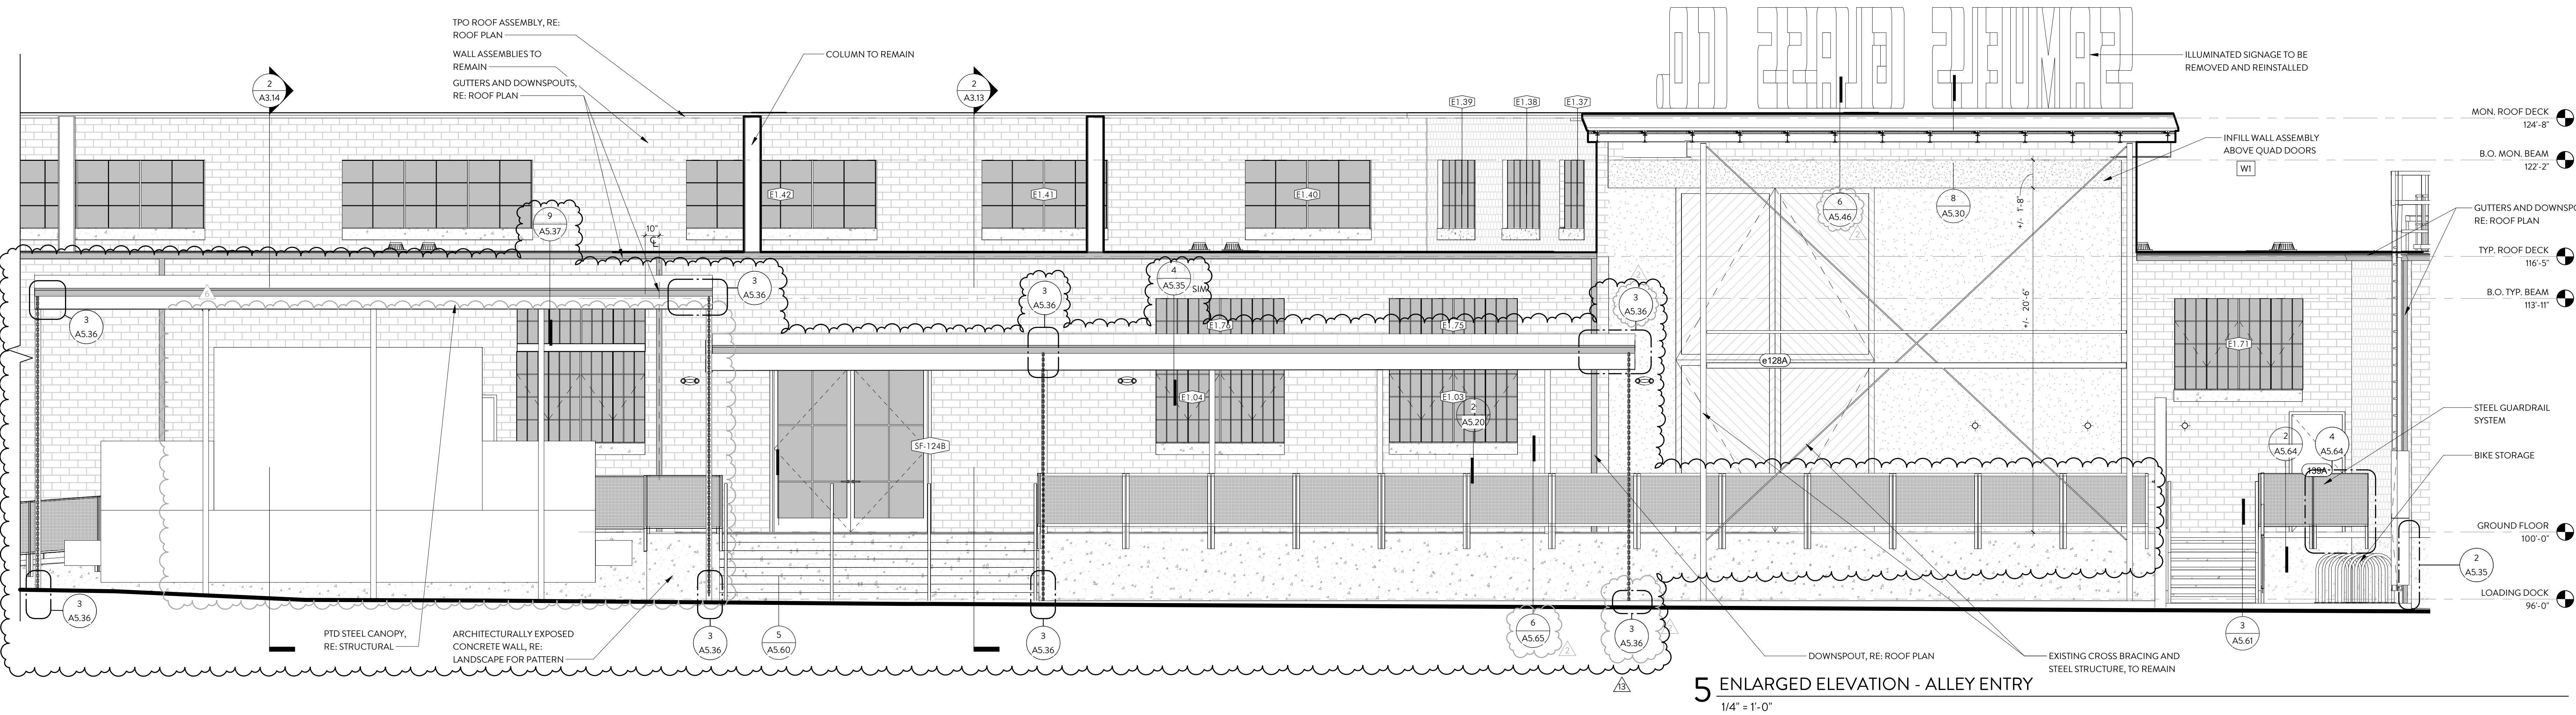 TPO ROOF ASSEMBLY, RE:
ROOF PLAN
WALL ASSEMBLIES TO
REMAIN
GUTTERS AND DOWNSPOUTS,
RE: ROOF PLAN
COLUMN TO REMAIN
2
A3.14
2
A3.13
E1.39
E1.38
E1.37
ILLUMINATED SIGNAGE TO BE
REMOVED AND REINSTALLED
MON. ROOF DECK
124'-8"
INFILL WALL ASSEMBLY
ABOVE QUAD DOORS
W1
B.O. MON. BEAM
122'-2"
E1.42
E1.41
E1.40
9
A5.37
10"
6
A5.46
2
8
A5.30
+/- 1'-8"
GUTTERS AND DOWNSPO
RE: ROOF PLAN
TYP. ROOF DECK
116'-5"
B.O. TYP. BEAM
113'-11"
6
3
A5.36
3
A5.36
3
A5.36
4
A5.35
SIM
2
3
A5.36
+/- 20'-6"
E1.76
E1.75
E1.71
e128A
E1.04
E1.03
2
A5.20
SF-124B
STEEL GUARDRAIL
SYSTEM
2
A5.64
4
A5.64
139A
BIKE STORAGE
GROUND FLOOR
100'-0"
2
A5.35
LOADING DOCK
96'-0"
3
A5.36
PTD STEEL CANOPY,
RE: STRUCTURAL
ARCHITECTURALLY EXPOSED
CONCRETE WALL, RE:
LANDSCAPE FOR PATTERN
3
A5.36
5
A5.60
3
A5.36
6
A5.65
2
3
A5.36
13
3
A5.61
DOWNSPOUT, RE: ROOF PLAN
EXISTING CROSS BRACING AND
STEEL STRUCTURE, TO REMAIN
5 ENLARGED ELEVATION - ALLEY ENTRY
1/4" = 1'-0"